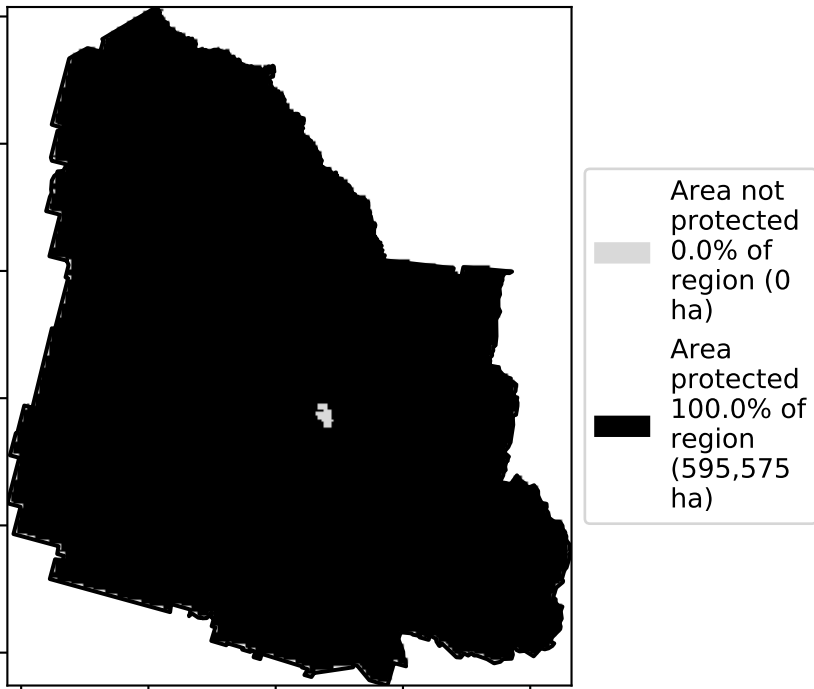 Area not
protected
0.0% of
region (0
ha)
Area
protected
100.0% of
region
(595,575
ha)